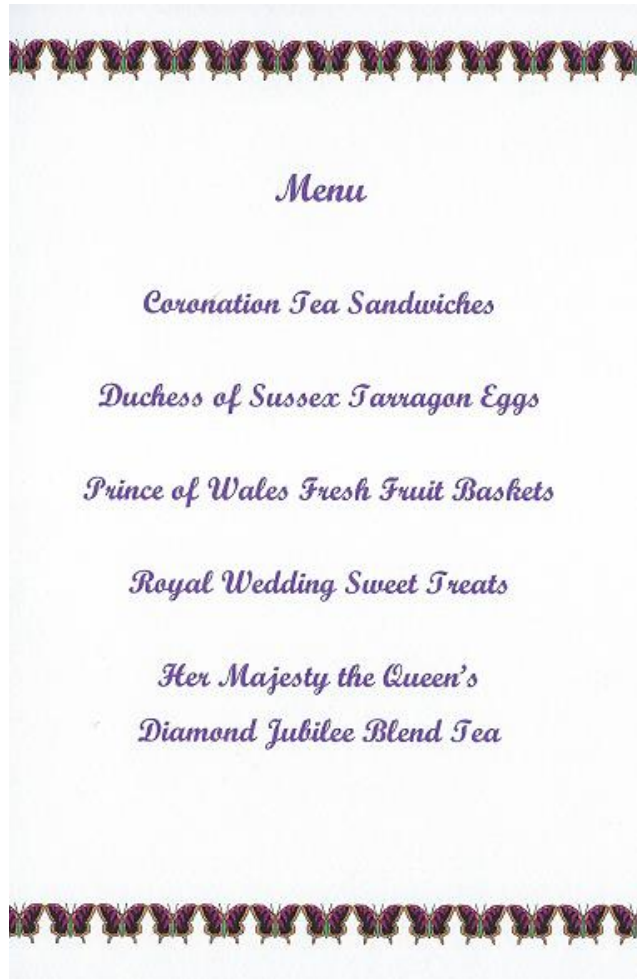 Menu
Coronation Tea Sandwiches
Duchess of Sussex Tarragon Eggs
Prince of Wales Fresh Fruit Baskets
Royal Wedding Sweet Treats
Her Majesty the Queen's
Diamond Jubilee Blend Tea